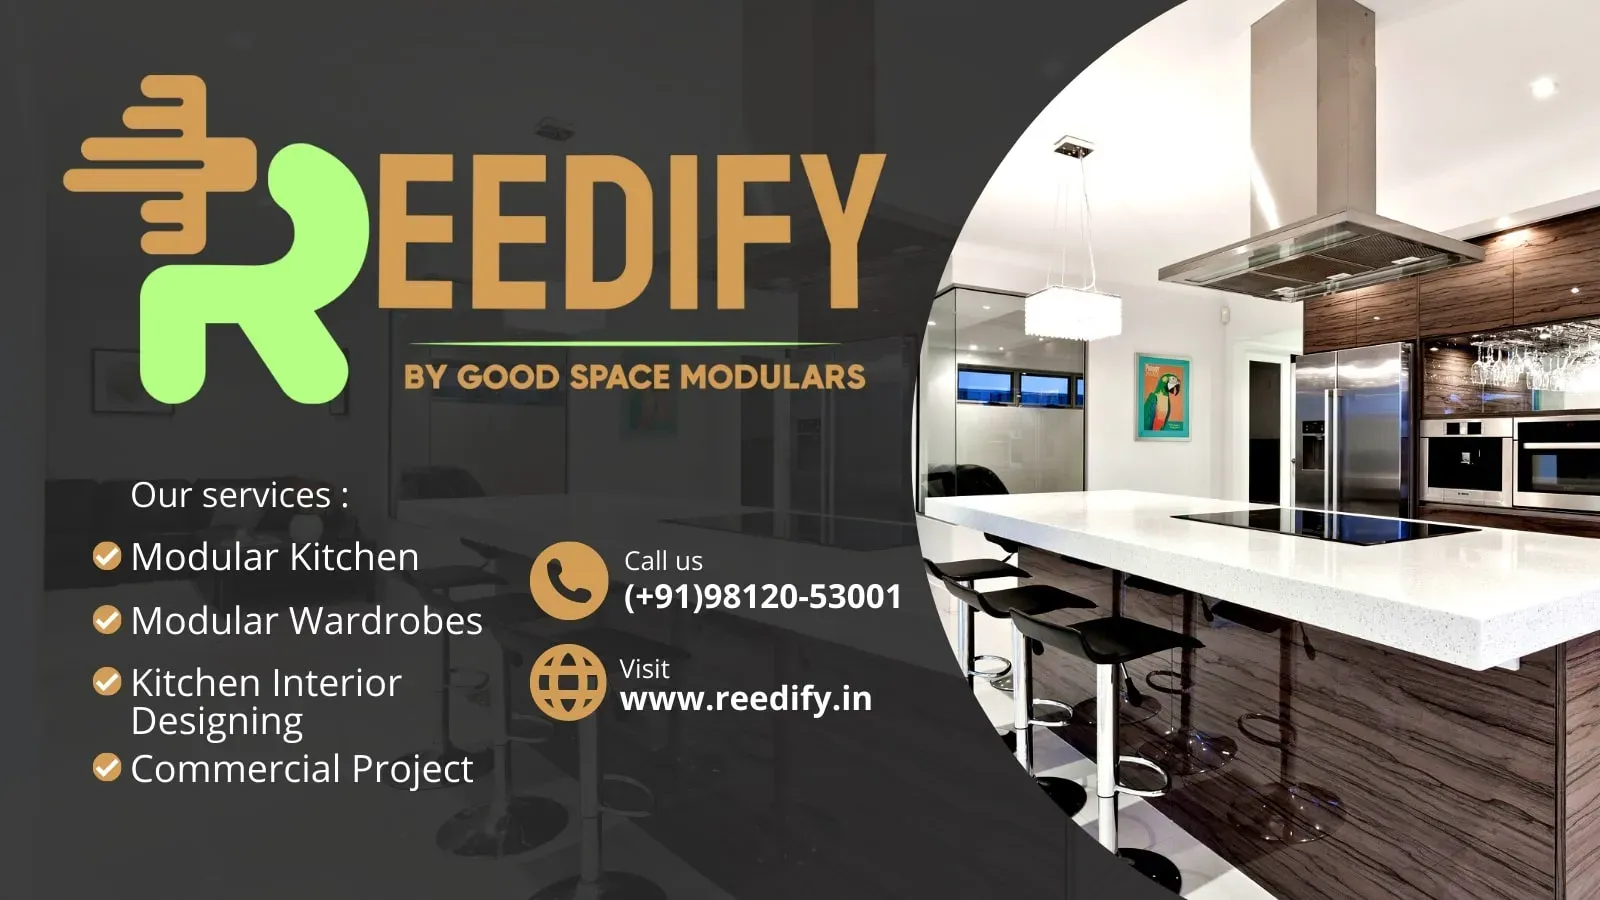 REEDIFY
BY GOOD SPACE MODULARS
Our services :
Modular Kitchen
Modular Wardrobes
Kitchen Interior
Designing
Commercial Project
Call us
(+91)98120-53001
Visit
www.reedify.in